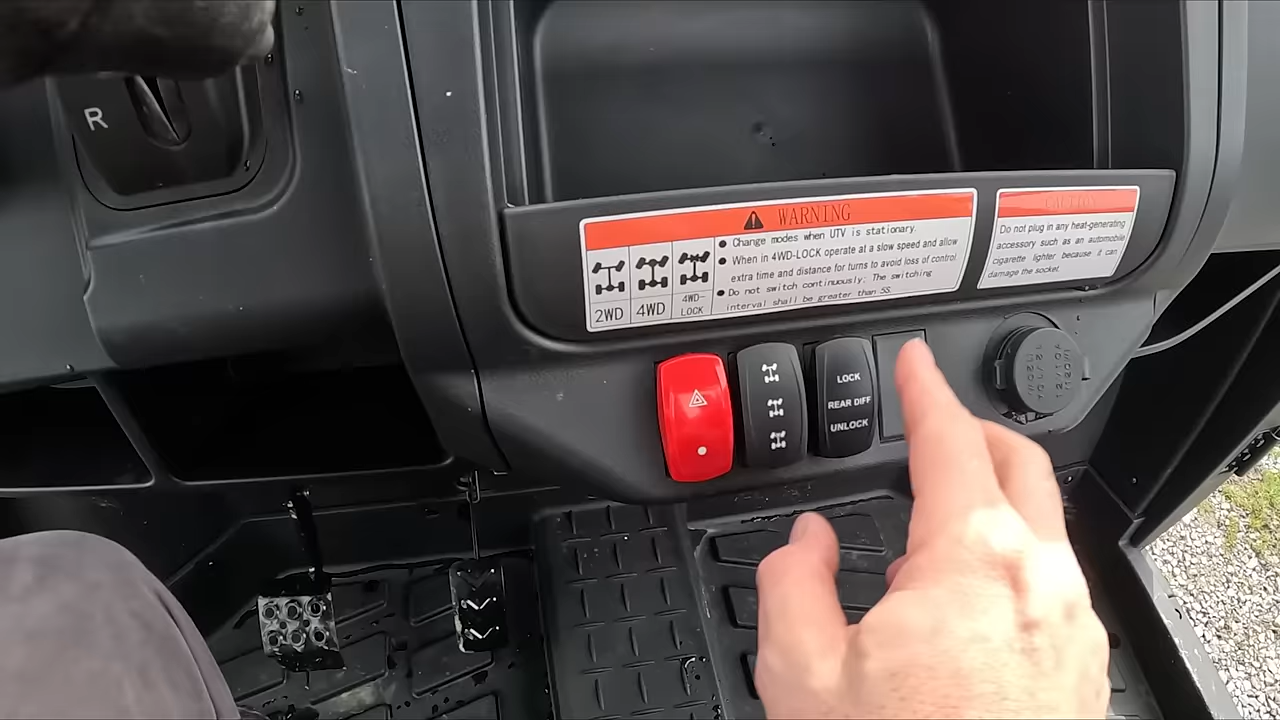 R
WARNING
2WD
4WD
4WD-
LOCK
● Change modes when UTV is stationary.
● When in 4WD-LOCK operate at a slow speed and allow
extra time and distance for turns to avoid loss of control.
● Do not switch continuously: The switching
interval shall be greater than 5S.
CAUTION
Do not plug in any heat-generating
accessory such as an automobile
cigarette lighter because it can
damage the socket.
LOCK
REAR DIFF
UNLOCK